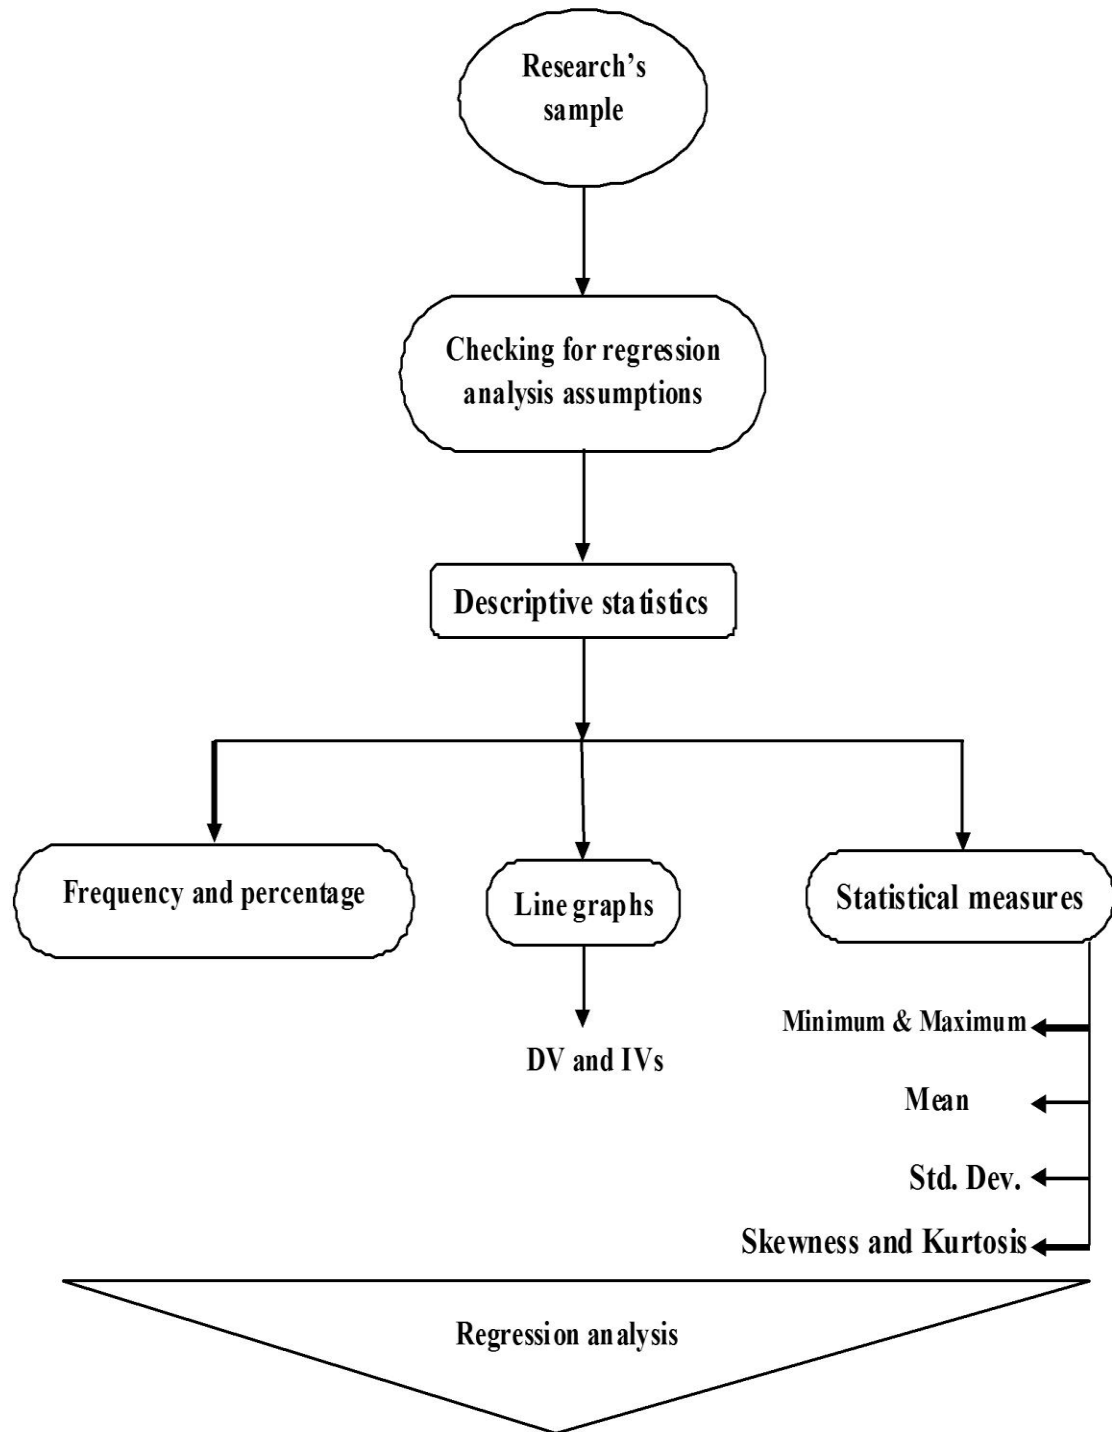 Research’s
sample
Checking for regression
analysis assumptions
Descriptive statistics
Frequency and percentage
Line graphs
Statistical measures
DV and IVs
Minimum & Maximum
Mean
Std. Dev.
Skewness and Kurtosis
Regression analysis